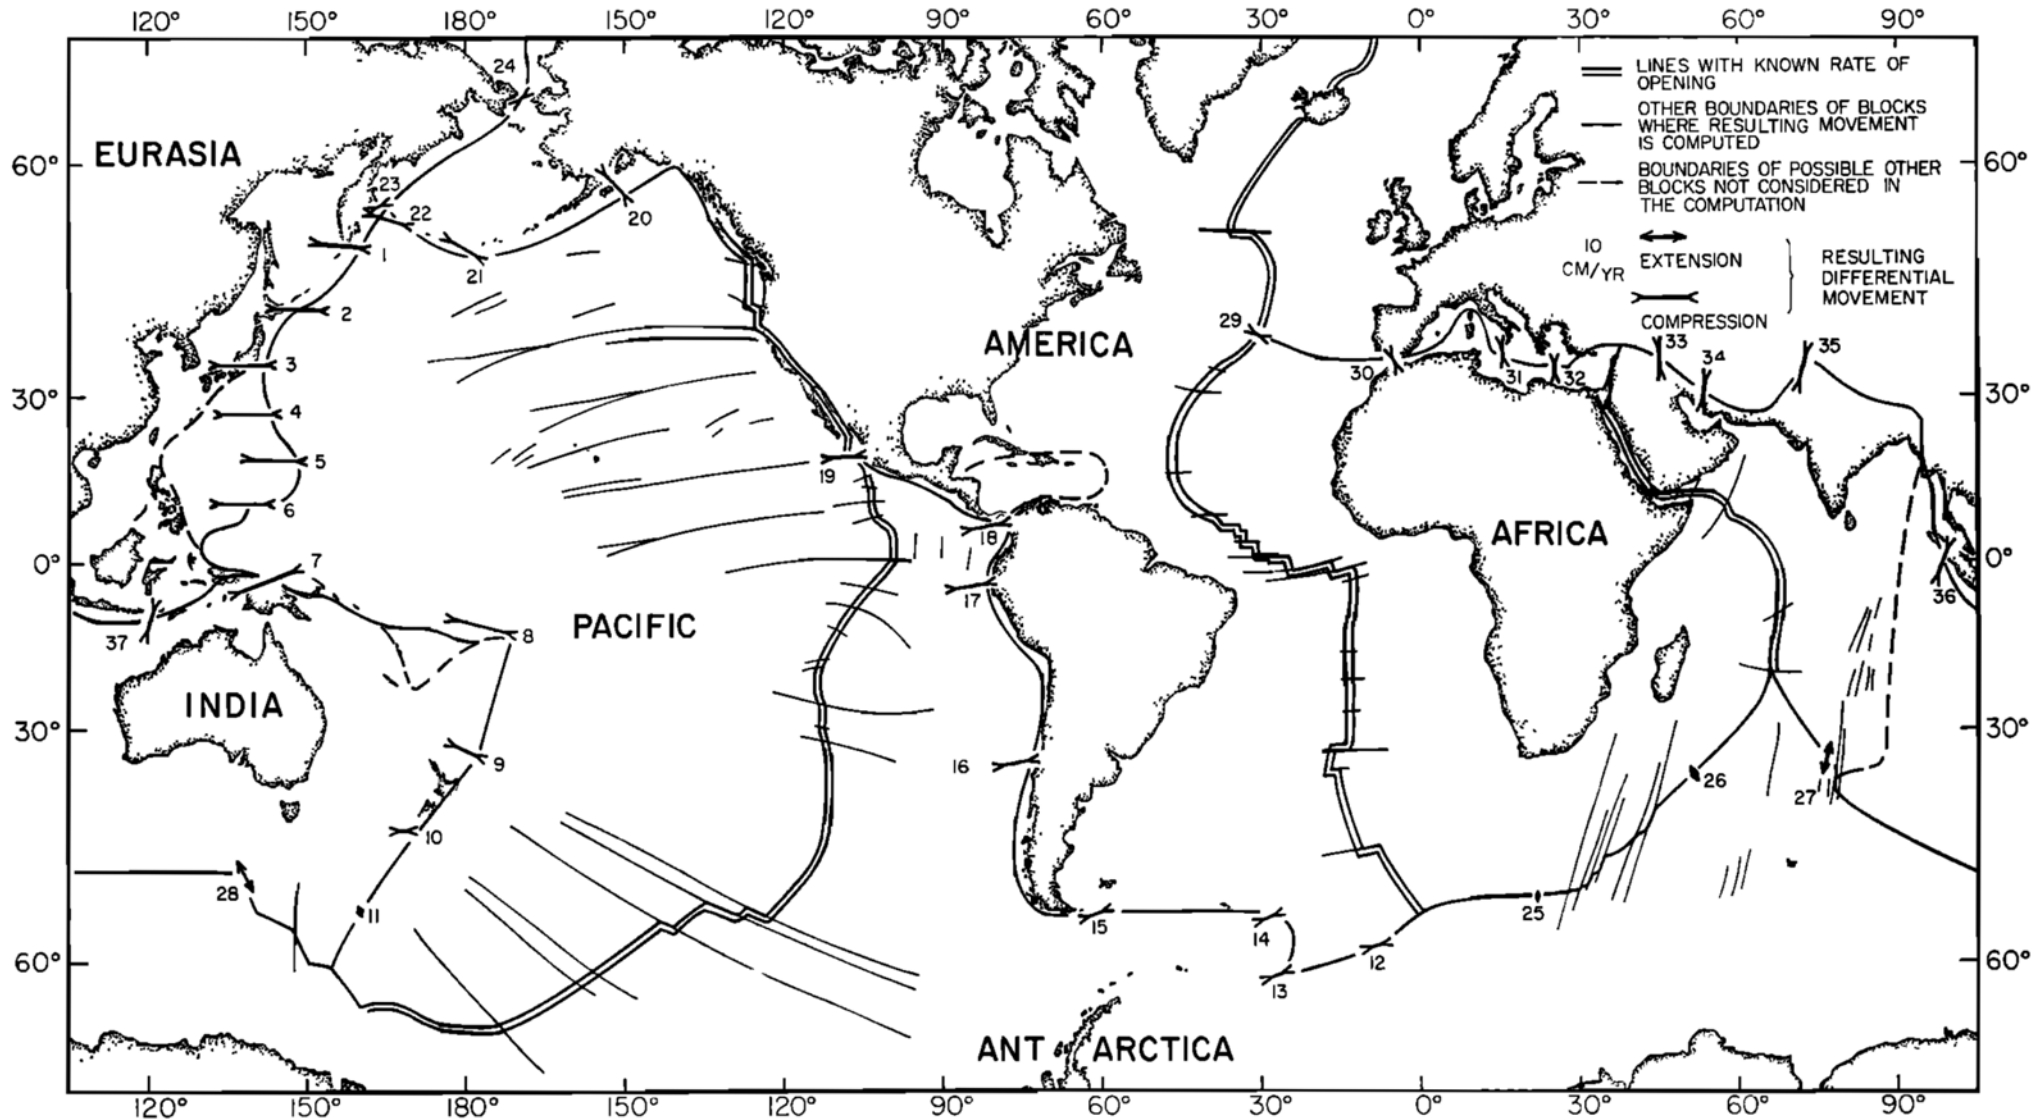 120° 150° 180° 150° 120° 90° 60° 30° 0° 30° 60° 90°
24
LINES WITH KNOWN RATE OF
OPENING
OTHER BOUNDARIES OF BLOCKS
WHERE RESULTING MOVEMENT
IS COMPUTED
EURASIA
60° 60°
BOUNDARIES OF POSSIBLE OTHER
BLOCKS NOT CONSIDERED IN
THE COMPUTATION
23
22
20
1
21
10
CM/YR
EXTENSION
RESULTING
DIFFERENTIAL
MOVEMENT
COMPRESSION
2
29
AMERICA
33
34
35
3
30
31
32
30° 30°
4
5
19
6
18
AFRICA
0° 0°
7
17
36
PACIFIC
8
37
INDIA
30° 30°
9
16
26
27
10
28
11
15
14
25
12
60° 60°
13
ANT ARCTICA
120° 150° 180° 150° 120° 90° 60° 30° 0° 30° 60° 90°